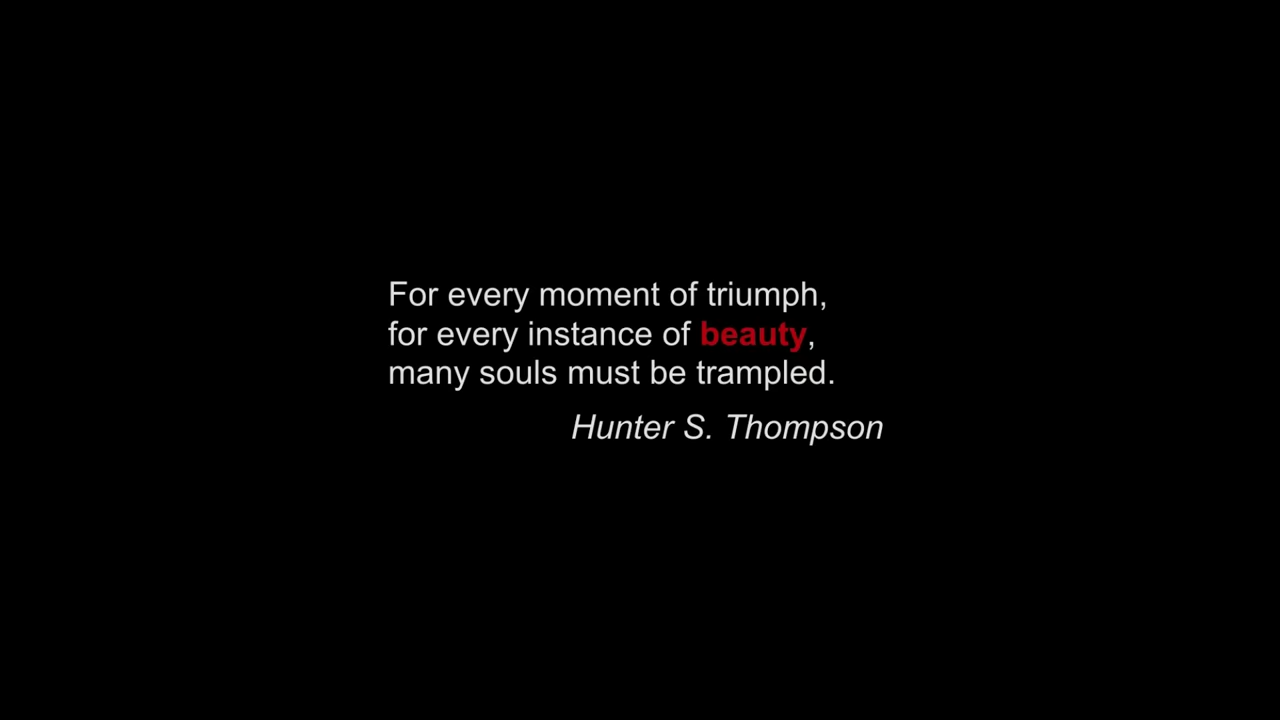 For every moment of triumph,
for every instance of beauty,
many souls must be trampled.
Hunter S. Thompson